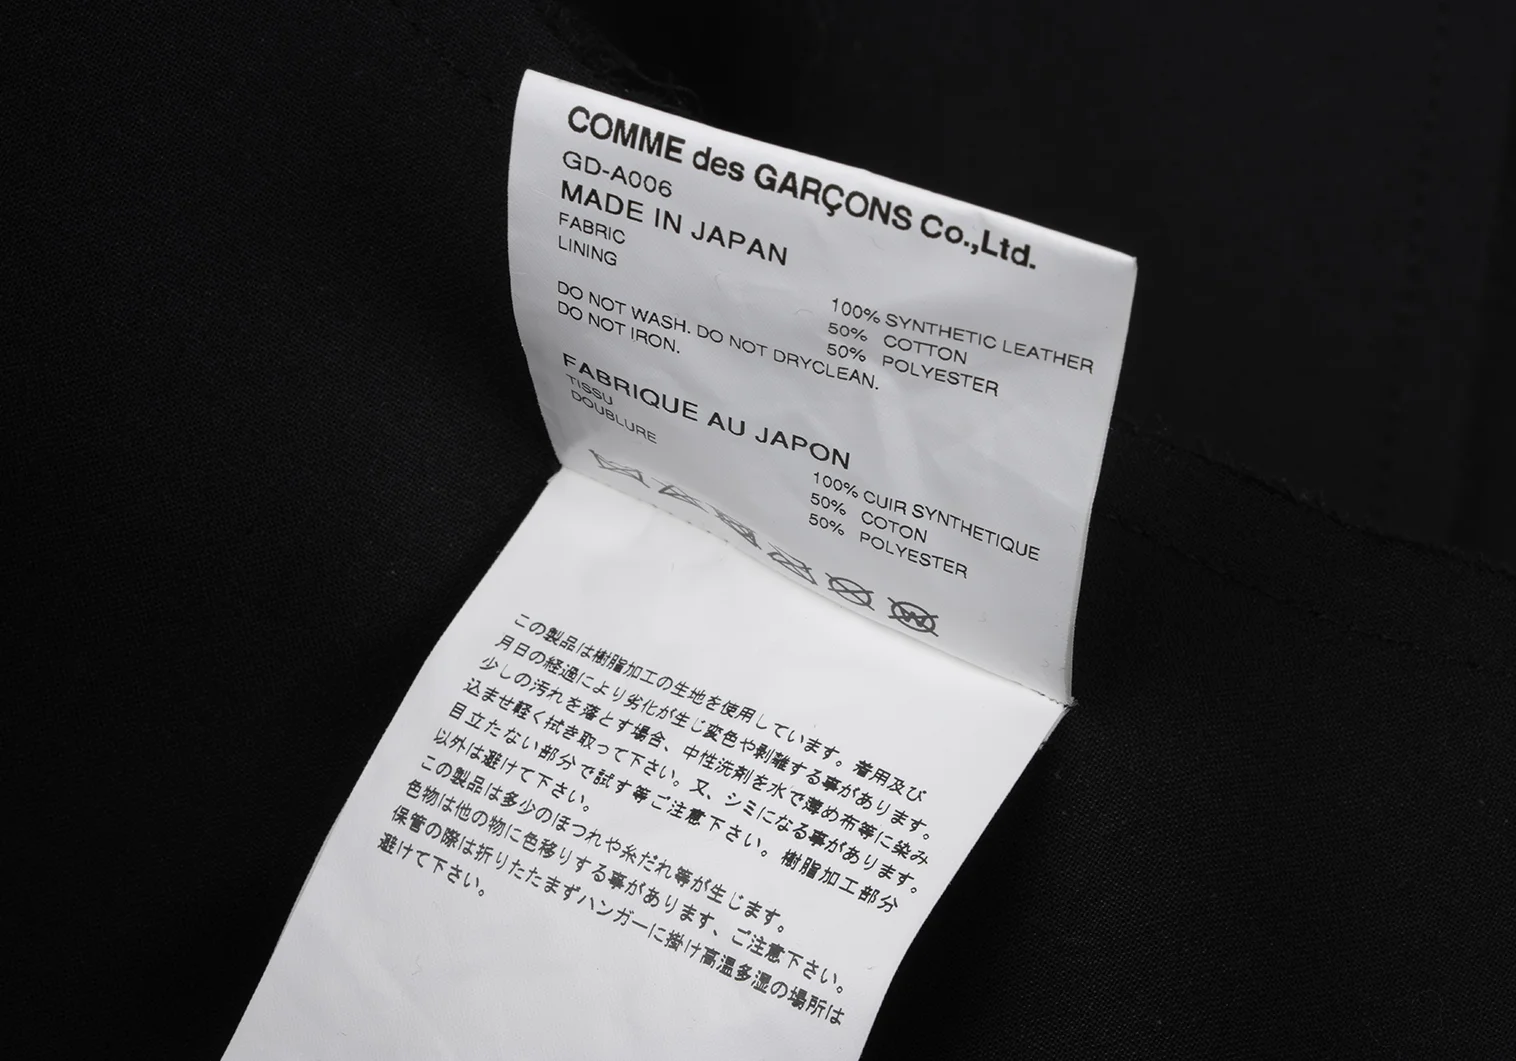 COMME des GARÇONS Co.,Ltd.
GD-A006
MADE IN JAPAN
FABRIC 100% SYNTHETIC LEATHER
LINING 50% COTTON
50% POLYESTER
DO NOT WASH. DO NOT DRYCLEAN.
DO NOT IRON.
FABRIQUE AU JAPON
TISSU 100% CUIR SYNTHETIQUE
DOUBLURE 50% COTON
50% POLYESTER
W
この製品は樹脂加工の生地を使用しています。着用及び
月日の経過により劣化が生じ変色や剥離する事があります。
少しの汚れを落とす場合、中性洗剤を水で薄め布等に染み
込ませ軽く拭き取って下さい。又、シミになる事があります。
目立たない部分で試す等ご注意下さい。樹脂加工部分
以外は避けて下さい。
この製品は多少のほつれや糸だれ等が生じます。
色物は他の物に色移りする事があります、ご注意下さい。
保管の際は折りたたまずハンガーに掛け高温多湿の場所は
避けて下さい。